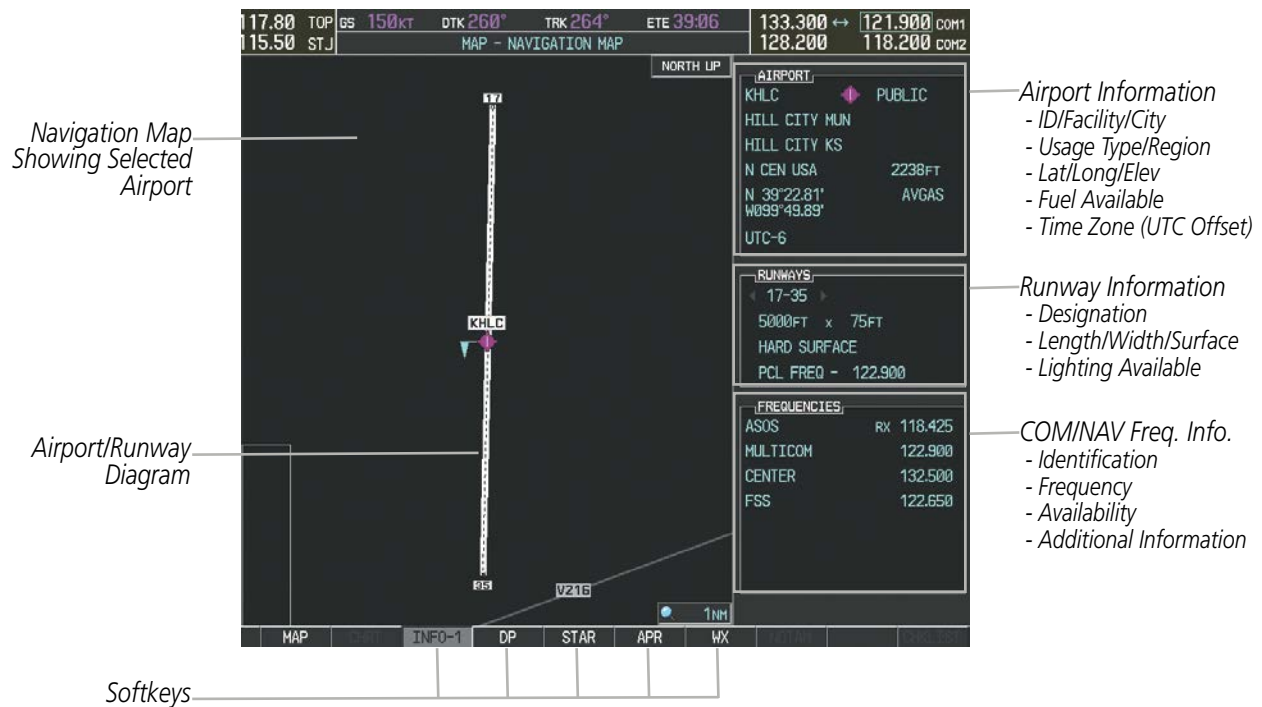 117.80 TOP GS 150KT DTK 260° TRK 264° ETE 39:06 133.300 ↔ 121.900 COM1
115.50 STJ MAP - NAVIGATION MAP 128.200 118.200 COM2
NORTH UP
17
KHLC
35
V216
1NM
AIRPORT
KHLC PUBLIC
HILL CITY MUN
HILL CITY KS
N CEN USA 2238FT
N 39°22.81' AVGAS
W099°49.89'
UTC-6
RUNWAYS
17-35
5000FT x 75FT
HARD SURFACE
PCL FREQ - 122.900
FREQUENCIES
ASOS RX 118.425
MULTICOM 122.900
CENTER 132.500
FSS 122.650
MAP CHRT INFO-1 DP STAR APR WX NOTAM CHKLIST
Navigation Map
Showing Selected
Airport
Airport/Runway
Diagram
Softkeys
Airport Information
- ID/Facility/City
- Usage Type/Region
- Lat/Long/Elev
- Fuel Available
- Time Zone (UTC Offset)
Runway Information
- Designation
- Length/Width/Surface
- Lighting Available
COM/NAV Freq. Info.
- Identification
- Frequency
- Availability
- Additional Information